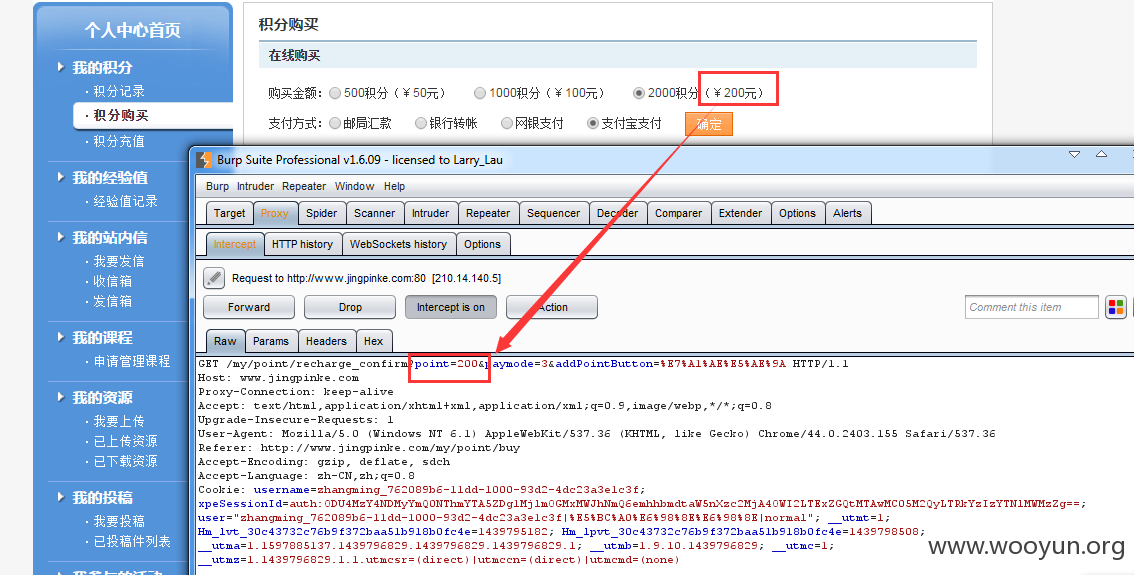 个人中心首页
我的积分
· 积分记录
· 积分购买
· 积分充值
我的经验值
· 经验值记录
我的站内信
· 我要发信
· 收信箱
· 发信箱
我的课程
· 申请管理课程
我的资源
· 我要上传
· 已上传资源
· 已下载资源
我的投稿
· 我要投稿
· 已投稿件列表
积分购买
在线购买
购买金额: 500积分（￥50元） 1000积分（￥100元） 2000积分（￥200元）
支付方式: 邮局汇款 银行转帐 网银支付 支付宝支付 确定
Burp Suite Professional v1.6.09 - licensed to Larry_Lau
Burp Intruder Repeater Window Help
Target Proxy Spider Scanner Intruder Repeater Sequencer Decoder Comparer Extender Options Alerts
Intercept HTTP history WebSockets history Options
Request to http://www.jingpinke.com:80 [210.14.140.5]
Forward Drop Intercept is on Action Comment this item
Raw Params Headers Hex
GET /my/point/recharge_confirm?point=200&paymode=3&addPointButton=%E7%A1%AE%E5%AE%9A HTTP/1.1
Host: www.jingpinke.com
Proxy-Connection: keep-alive
Accept: text/html,application/xhtml+xml,application/xml;q=0.9,image/webp,*/*;q=0.8
Upgrade-Insecure-Requests: 1
User-Agent: Mozilla/5.0 (Windows NT 6.1) AppleWebKit/537.36 (KHTML, like Gecko) Chrome/44.0.2403.155 Safari/537.36
Referer: http://www.jingpinke.com/my/point/buy
Accept-Encoding: gzip, deflate, sdch
Accept-Language: zh-CN,zh;q=0.8
Cookie: username=zhangming_762089b6-11dd-1000-93d2-4dc23a3e1c3f;
user="zhangming_762089b6-11dd-1000-93d2-4dc23a3e1c3f|%E5%BC%A0%E6%98%8E%E6%98%8E|normal"; __utmt=1;
Hm_lvt_30c43732c76b9f372baa51b918b0fc4e=1439795182; Hm_lpvt_30c43732c76b9f372baa51b918b0fc4e=1439798508;
__utma=1.1597885137.1439796829.1439796829.1439796829.1; __utmb=1.9.10.1439796829; __utmc=1;
__utmz=1.1439796829.1.1.utmcsr=(direct)|utmccn=(direct)|utmcmd=(none)
www.wooyun.org